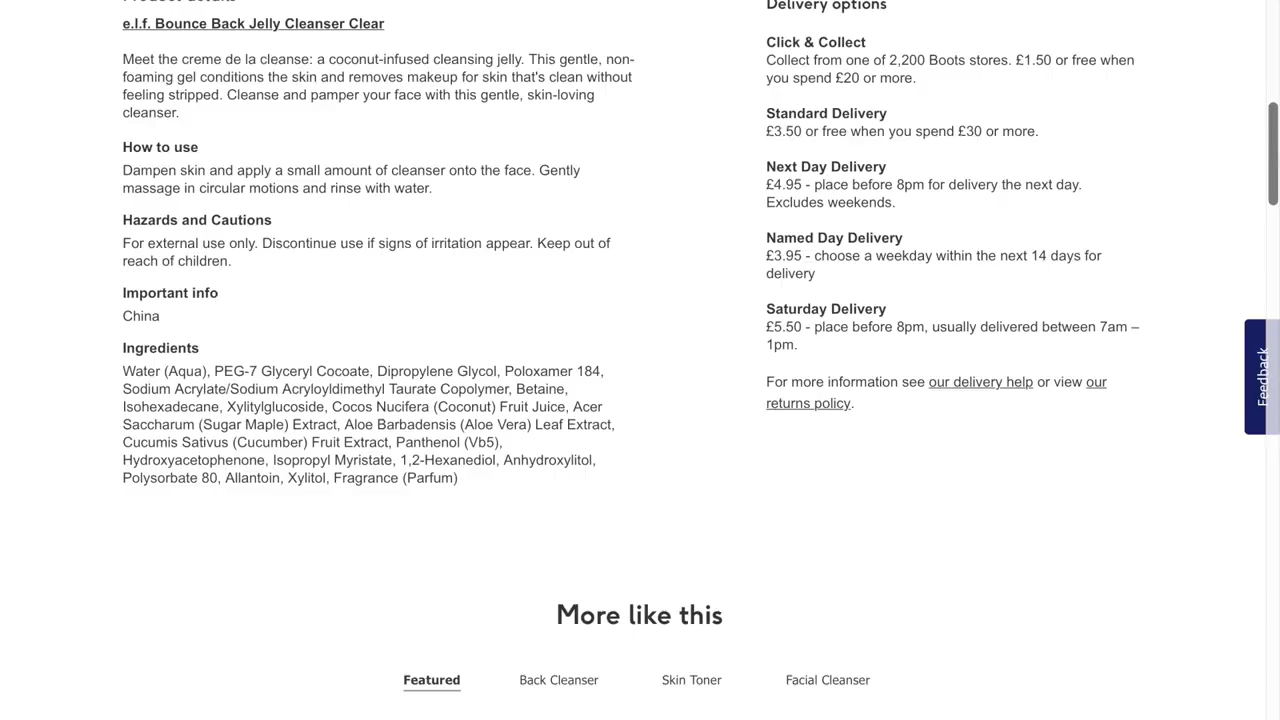 e.l.f. Bounce Back Jelly Cleanser Clear
Meet the creme de la cleanse: a coconut-infused cleansing jelly. This gentle, non-
foaming gel conditions the skin and removes makeup for skin that's clean without
feeling stripped. Cleanse and pamper your face with this gentle, skin-loving
cleanser.
How to use
Dampen skin and apply a small amount of cleanser onto the face. Gently
massage in circular motions and rinse with water.
Hazards and Cautions
For external use only. Discontinue use if signs of irritation appear. Keep out of
reach of children.
Important info
China
Ingredients
Water (Aqua), PEG-7 Glyceryl Cocoate, Dipropylene Glycol, Poloxamer 184,
Sodium Acrylate/Sodium Acryloyldimethyl Taurate Copolymer, Betaine,
Isohexadecane, Xylitylglucoside, Cocos Nucifera (Coconut) Fruit Juice, Acer
Saccharum (Sugar Maple) Extract, Aloe Barbadensis (Aloe Vera) Leaf Extract,
Cucumis Sativus (Cucumber) Fruit Extract, Panthenol (Vb5),
Hydroxyacetophenone, Isopropyl Myristate, 1,2-Hexanediol, Anhydroxylitol,
Polysorbate 80, Allantoin, Xylitol, Fragrance (Parfum)
Delivery options
Click & Collect
Collect from one of 2,200 Boots stores. £1.50 or free when
you spend £20 or more.
Standard Delivery
£3.50 or free when you spend £30 or more.
Next Day Delivery
£4.95 - place before 8pm for delivery the next day.
Excludes weekends.
Named Day Delivery
£3.95 - choose a weekday within the next 14 days for
delivery
Saturday Delivery
£5.50 - place before 8pm, usually delivered between 7am –
1pm.
For more information see our delivery help or view our
returns policy.
Feedback
More like this
Featured
Back Cleanser
Skin Toner
Facial Cleanser